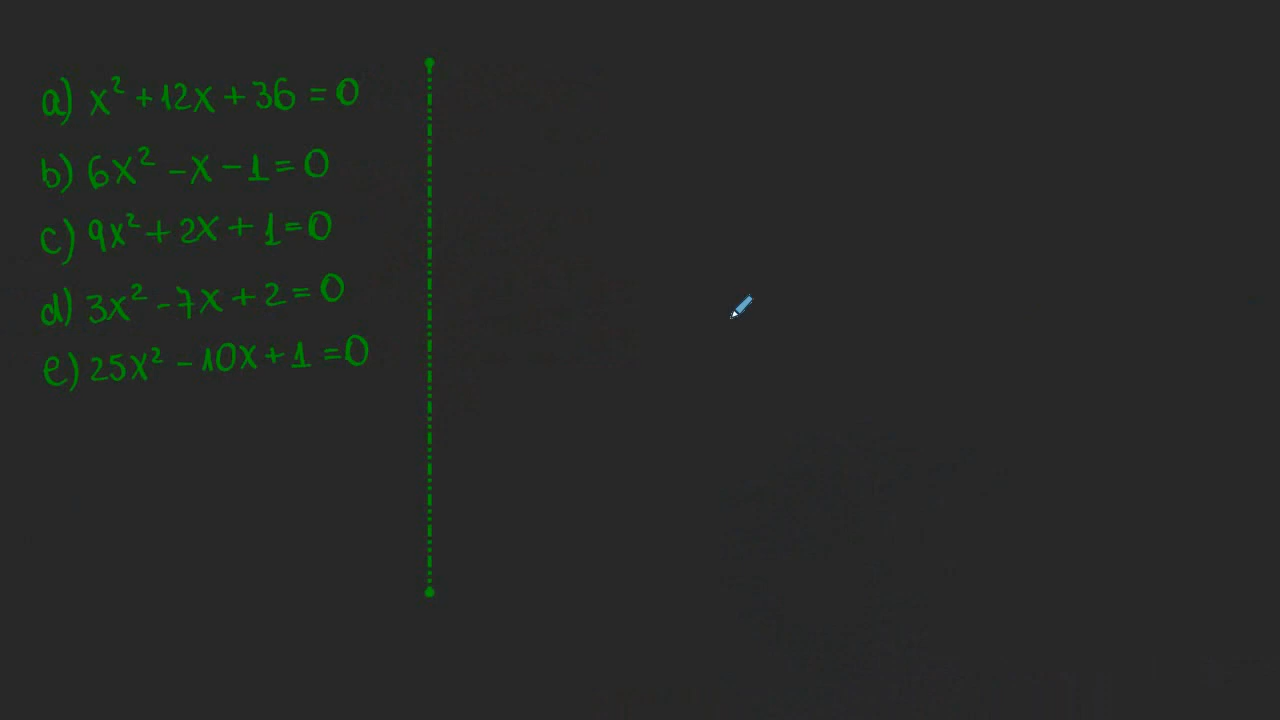 a) x² + 12x + 36 = 0
b) 6x² - x - 1 = 0
c) 9x² + 2x + 1 = 0
d) 3x² - 7x + 2 = 0
e) 25x² - 10x + 1 = 0